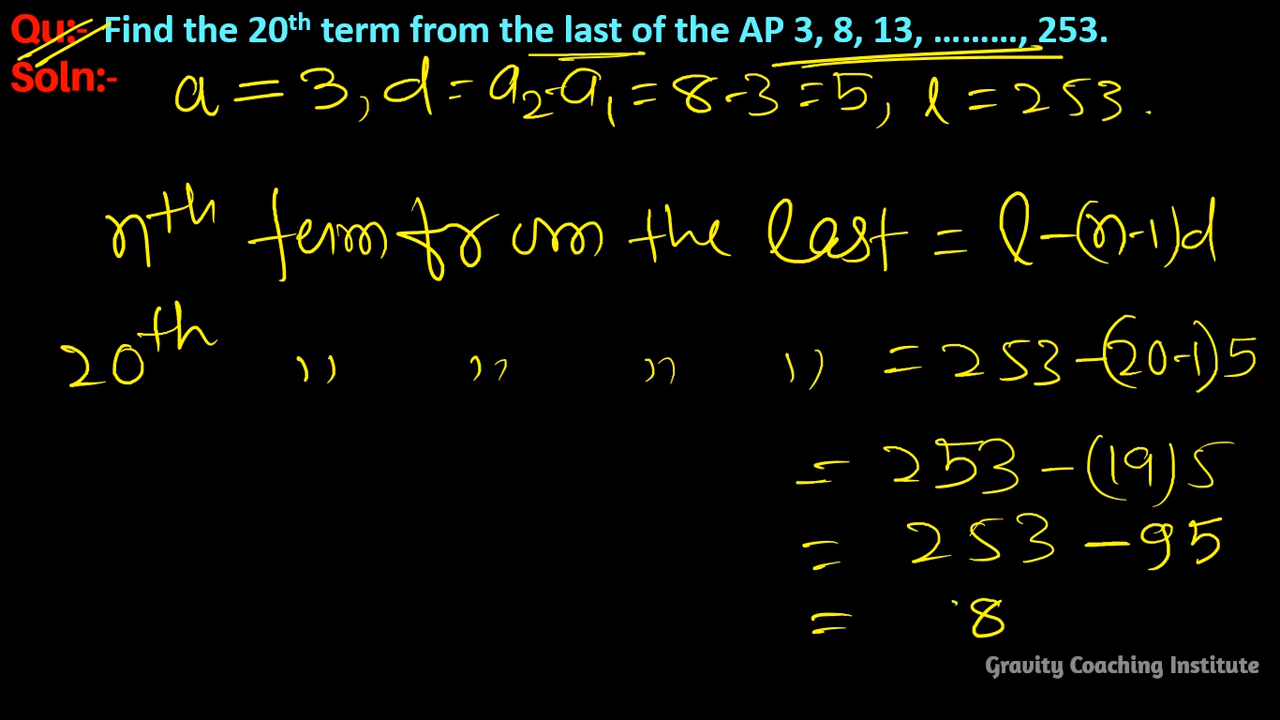 Qu:- Find the 20th term from the last of the AP 3, 8, 13, ………, 253.
Soln:- a = 3, d = a2-a1 = 8-3 = 5, l = 253.
nth term from the last = l-(n-1)d
20th ,, ,, ,, ,, = 253-(20-1)5
= 253-(19)5
= 253-95
= 8
Gravity Coaching Institute